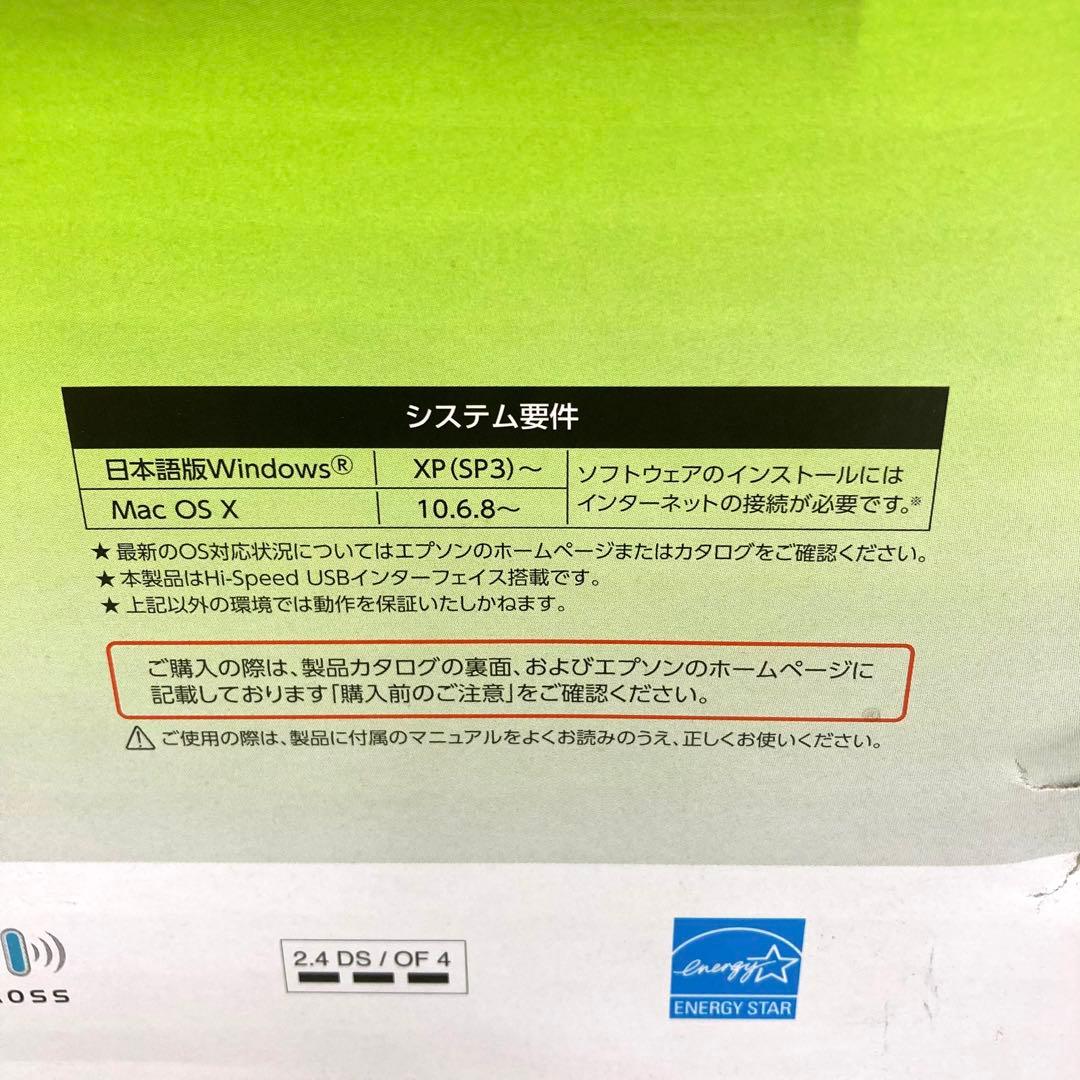 システム要件
日本語版Windows® XP(SP3)～
Mac OS X 10.6.8～
ソフトウェアのインストールには
インターネットの接続が必要です。※
★最新のOS対応状況についてはエプソンのホームページまたはカタログをご確認ください。
★本製品はHi-Speed USBインターフェイス搭載です。
★上記以外の環境では動作を保証いたしかねます。
ご購入の際は、製品カタログの裏面、およびエプソンのホームページに
記載しております「購入前のご注意」をご確認ください。
ご使用の際は、製品に付属のマニュアルをよくお読みのうえ、正しくお使いください。
OSS
2.4 DS / OF 4
energy
ENERGY STAR